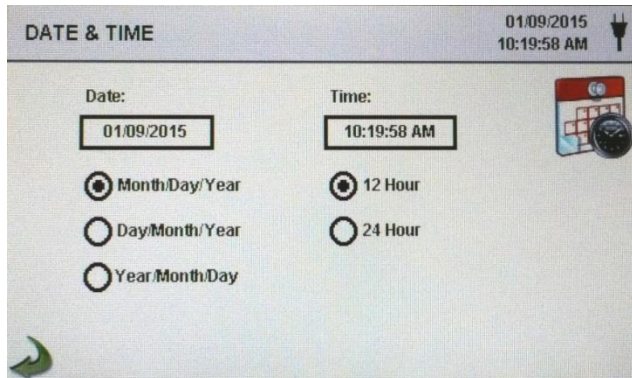 DATE & TIME
01/09/2015
10:19:58 AM
Date:
Time:
01/09/2015
10:19:58 AM
Month/Day/Year
12 Hour
Day/Month/Year
24 Hour
Year/Month/Day